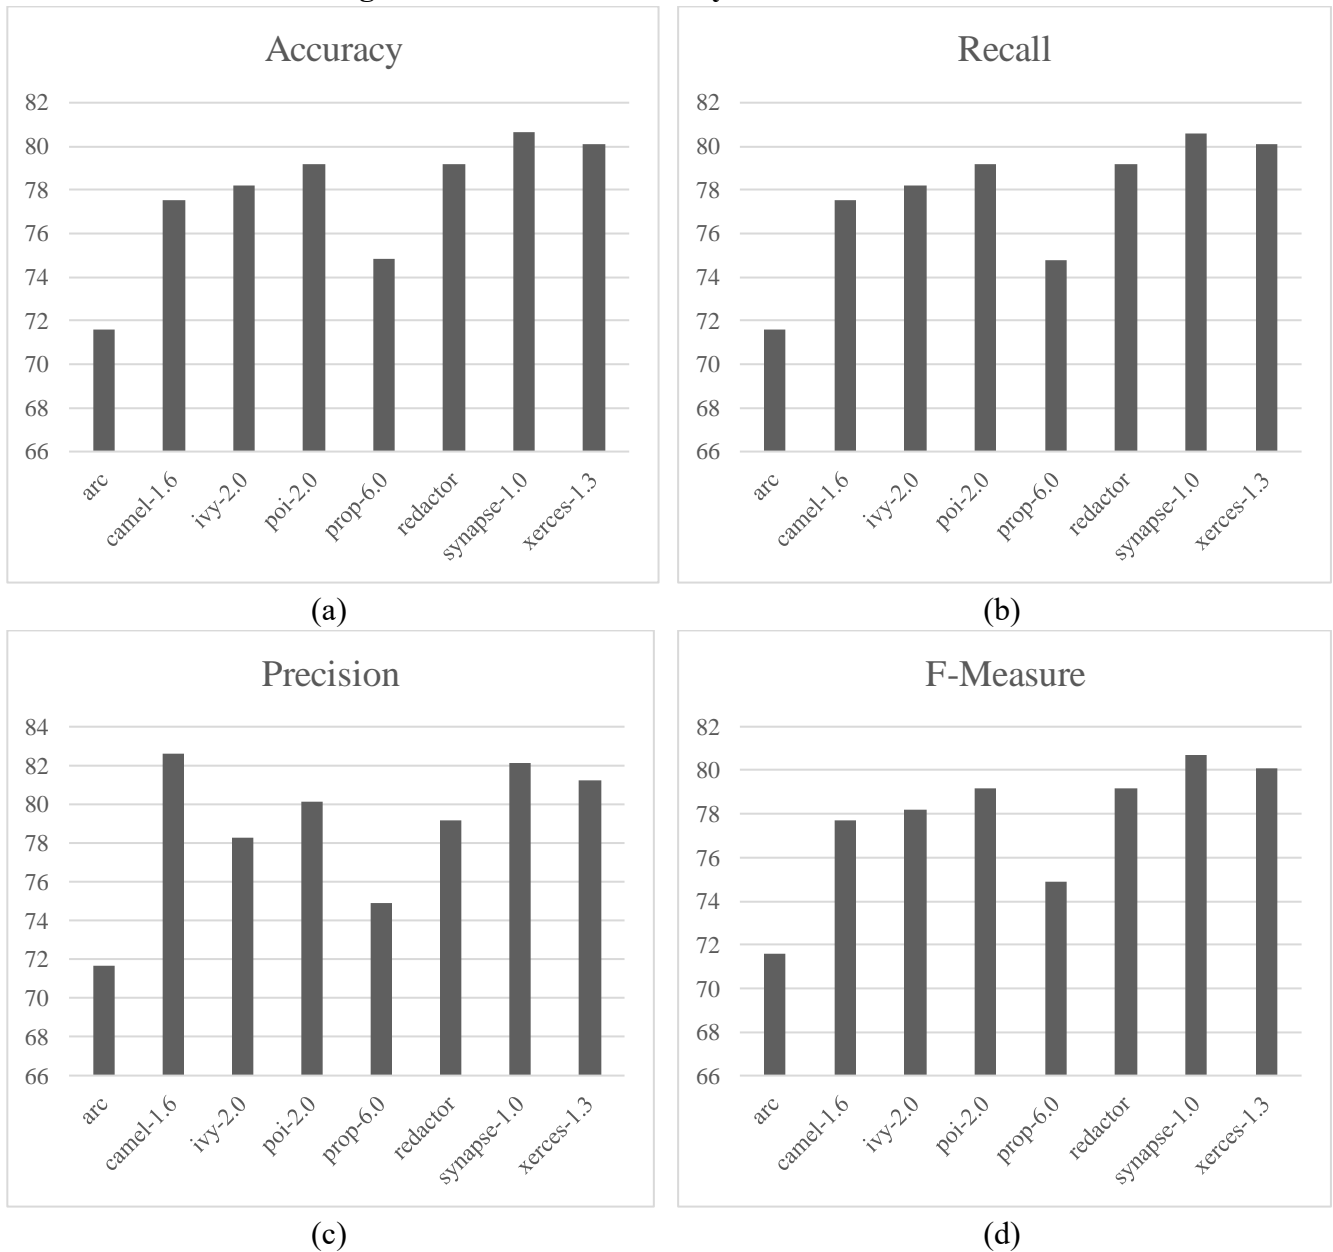 Accuracy
82
80
78
76
74
72
70
68
66
arc
camel-1.6
ivy-2.0
poi-2.0
prop-6.0
redactor
synapse-1.0
xerces-1.3
(a)
Recall
82
80
78
76
74
72
70
68
66
arc
camel-1.6
ivy-2.0
poi-2.0
prop-6.0
redactor
synapse-1.0
xerces-1.3
(b)
Precision
84
82
80
78
76
74
72
70
68
66
arc
camel-1.6
ivy-2.0
poi-2.0
prop-6.0
redactor
synapse-1.0
xerces-1.3
(c)
F-Measure
82
80
78
76
74
72
70
68
66
arc
camel-1.6
ivy-2.0
poi-2.0
prop-6.0
redactor
synapse-1.0
xerces-1.3
(d)